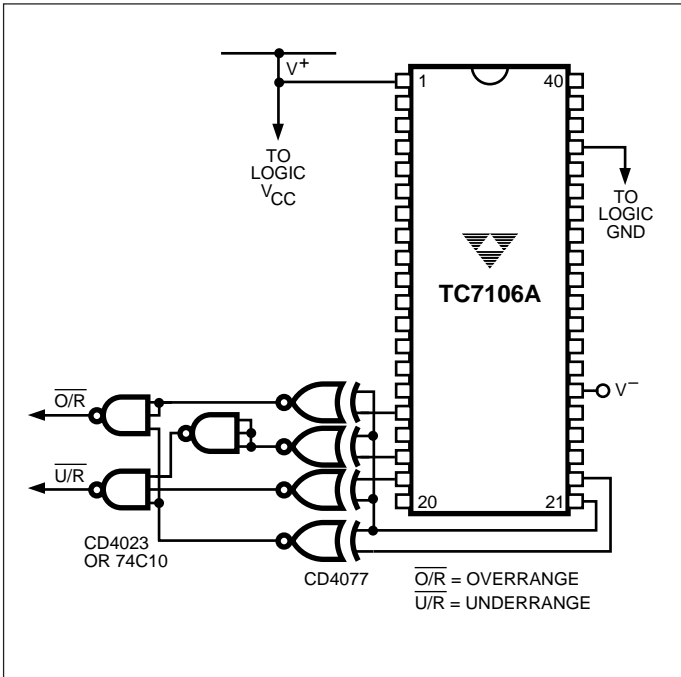 V+
1
40
TO
LOGIC
VCC
TO
LOGIC
GND
TC7106A
O/R
V−
U/R
20
21
CD4023
OR 74C10
CD4077
O/R = OVERRANGE
U/R = UNDERRANGE